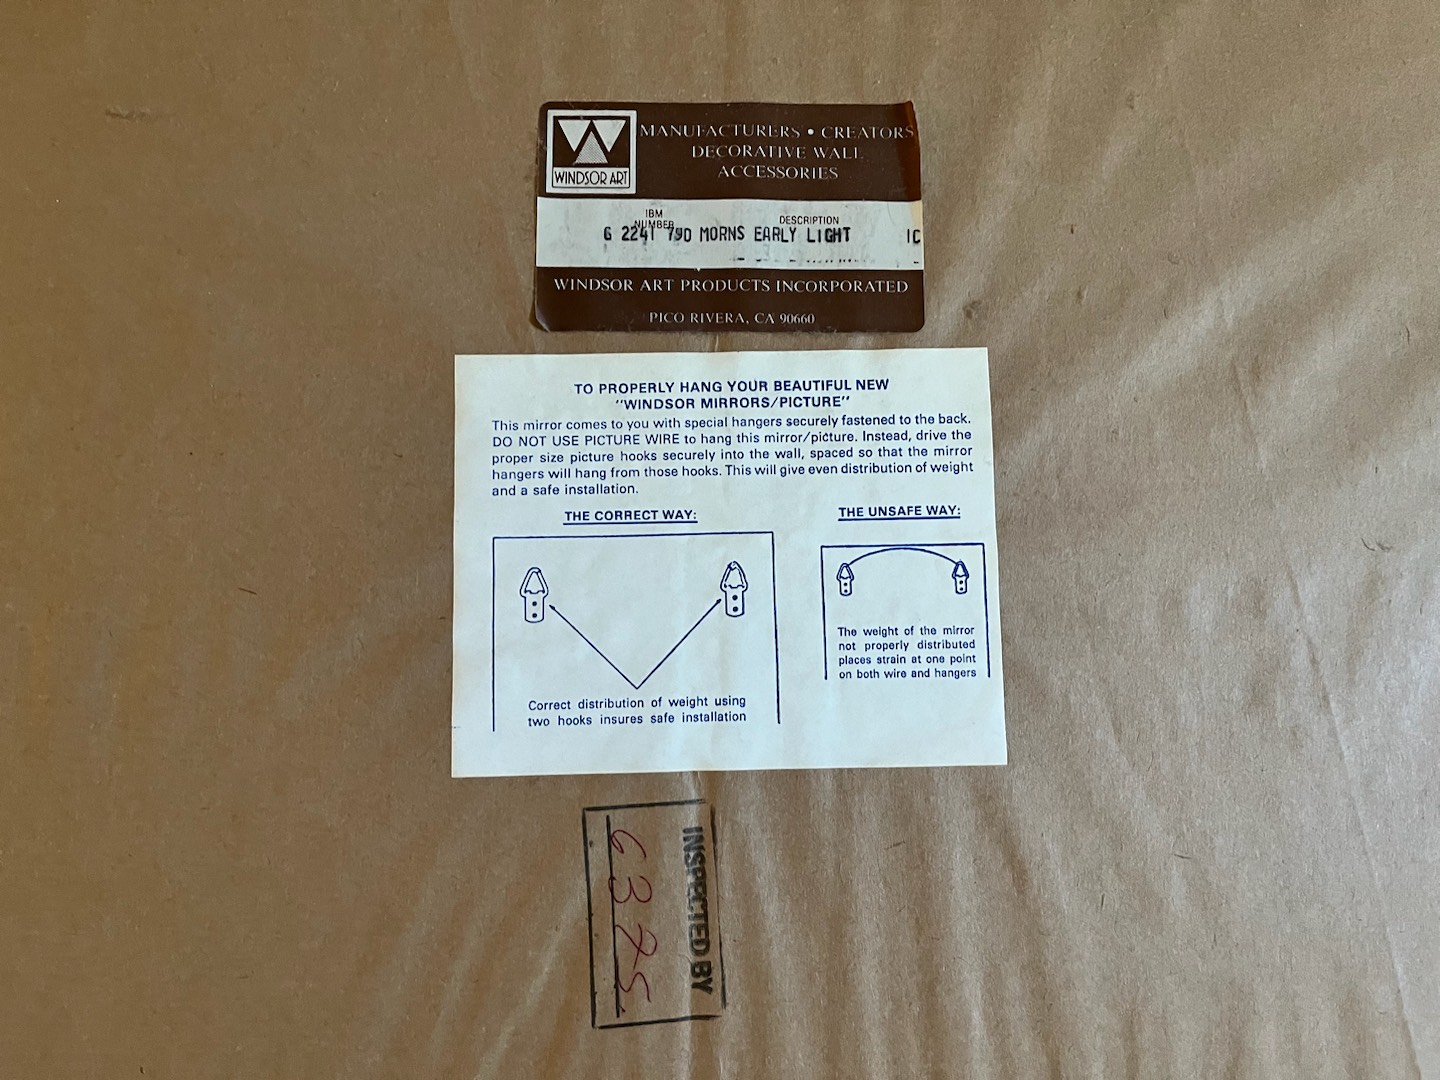 WINDSOR ART
MANUFACTURERS • CREATORS
DECORATIVE WALL
ACCESSORIES
IBM
NUMBER
DESCRIPTION
G 2241 79D MORNS EARLY LIGHT IC
WINDSOR ART PRODUCTS INCORPORATED
PICO RIVERA, CA 90660
TO PROPERLY HANG YOUR BEAUTIFUL NEW
"WINDSOR MIRRORS/PICTURE"
This mirror comes to you with special hangers securely fastened to the back.
DO NOT USE PICTURE WIRE to hang this mirror/picture. Instead, drive the
proper size picture hooks securely into the wall, spaced so that the mirror
hangers will hang from those hooks. This will give even distribution of weight
and a safe installation.
THE CORRECT WAY:
Correct distribution of weight using
two hooks insures safe installation
THE UNSAFE WAY:
The weight of the mirror
not properly distributed
places strain at one point
on both wire and hangers
INSPECTED BY
6325